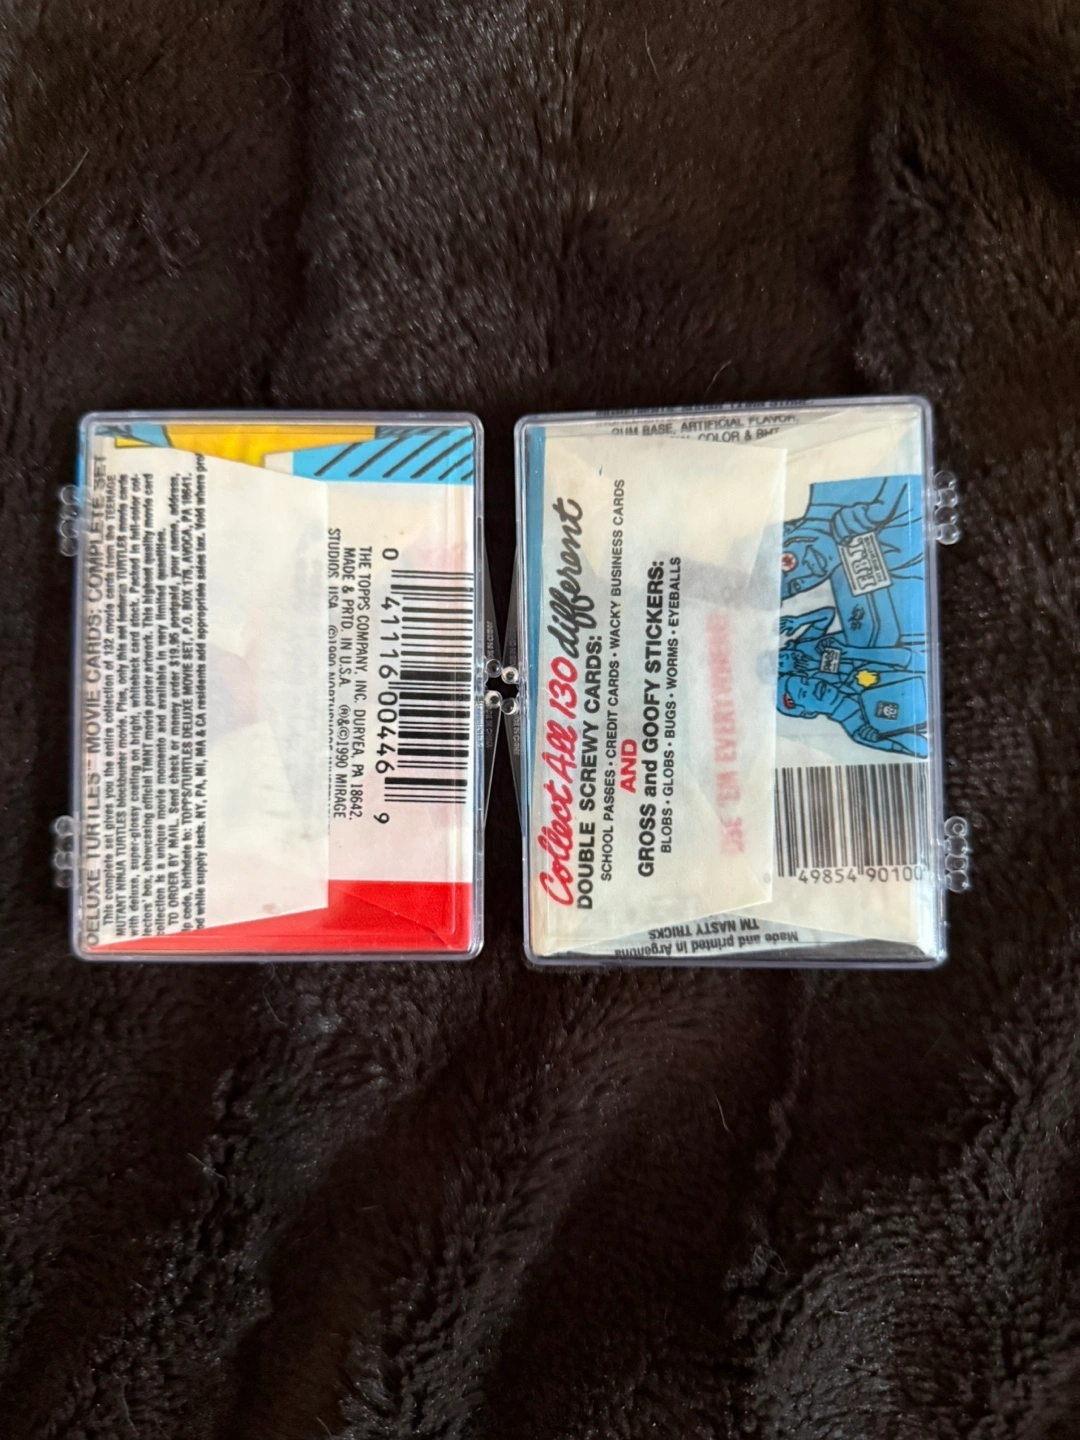 DELUXE TURTLES™ MOVIE CARDS: COMPLETE SET
This complete set gives you the entire collection of 132 movie cards from the TEENAGE
MUTANT NINJA TURTLES blockbuster movie. Plus, only this set features TURTLES movie cards
with deluxe, super-glossy coating on bright, whiteback card stock. Packed in full-color col-
lectors' box, showcasing official TMNT movie poster artwork. This highest quality movie card
collection is a unique movie momento and available in very limited quantities.
TO ORDER BY MAIL. Send check or money order $19.95 postpaid, your name, address,
ip code, birthdate to: TOPPS/TURTLES DELUXE MOVIE SET, P.O. BOX 179, AVOCA, PA 18641.
od while supply lasts. NY, PA, MI, MA & CA residents add appropriate sales tax. Void where pro
STUDIOS, USA ©1990 NORTHSHORE
MADE & PRTD. IN U.S.A. ®&©1990 MIRAGE
THE TOPPS COMPANY, INC. DURYEA, PA 18642.
0 41116 00446 9
GUM BASE, ARTIFICIAL FLAVOR,
COLOR & BHT
Collect All 130 different
DOUBLE SCREWY CARDS:
SCHOOL PASSES • CREDIT CARDS • WACKY BUSINESS CARDS
AND
GROSS and GOOFY STICKERS:
BLOBS • GLOBS • BUGS • WORMS • EYEBALLS
USE 'EM EVERYWHERE
49854 90100
TM NASTY TRICKS
Made and printed in Argentina